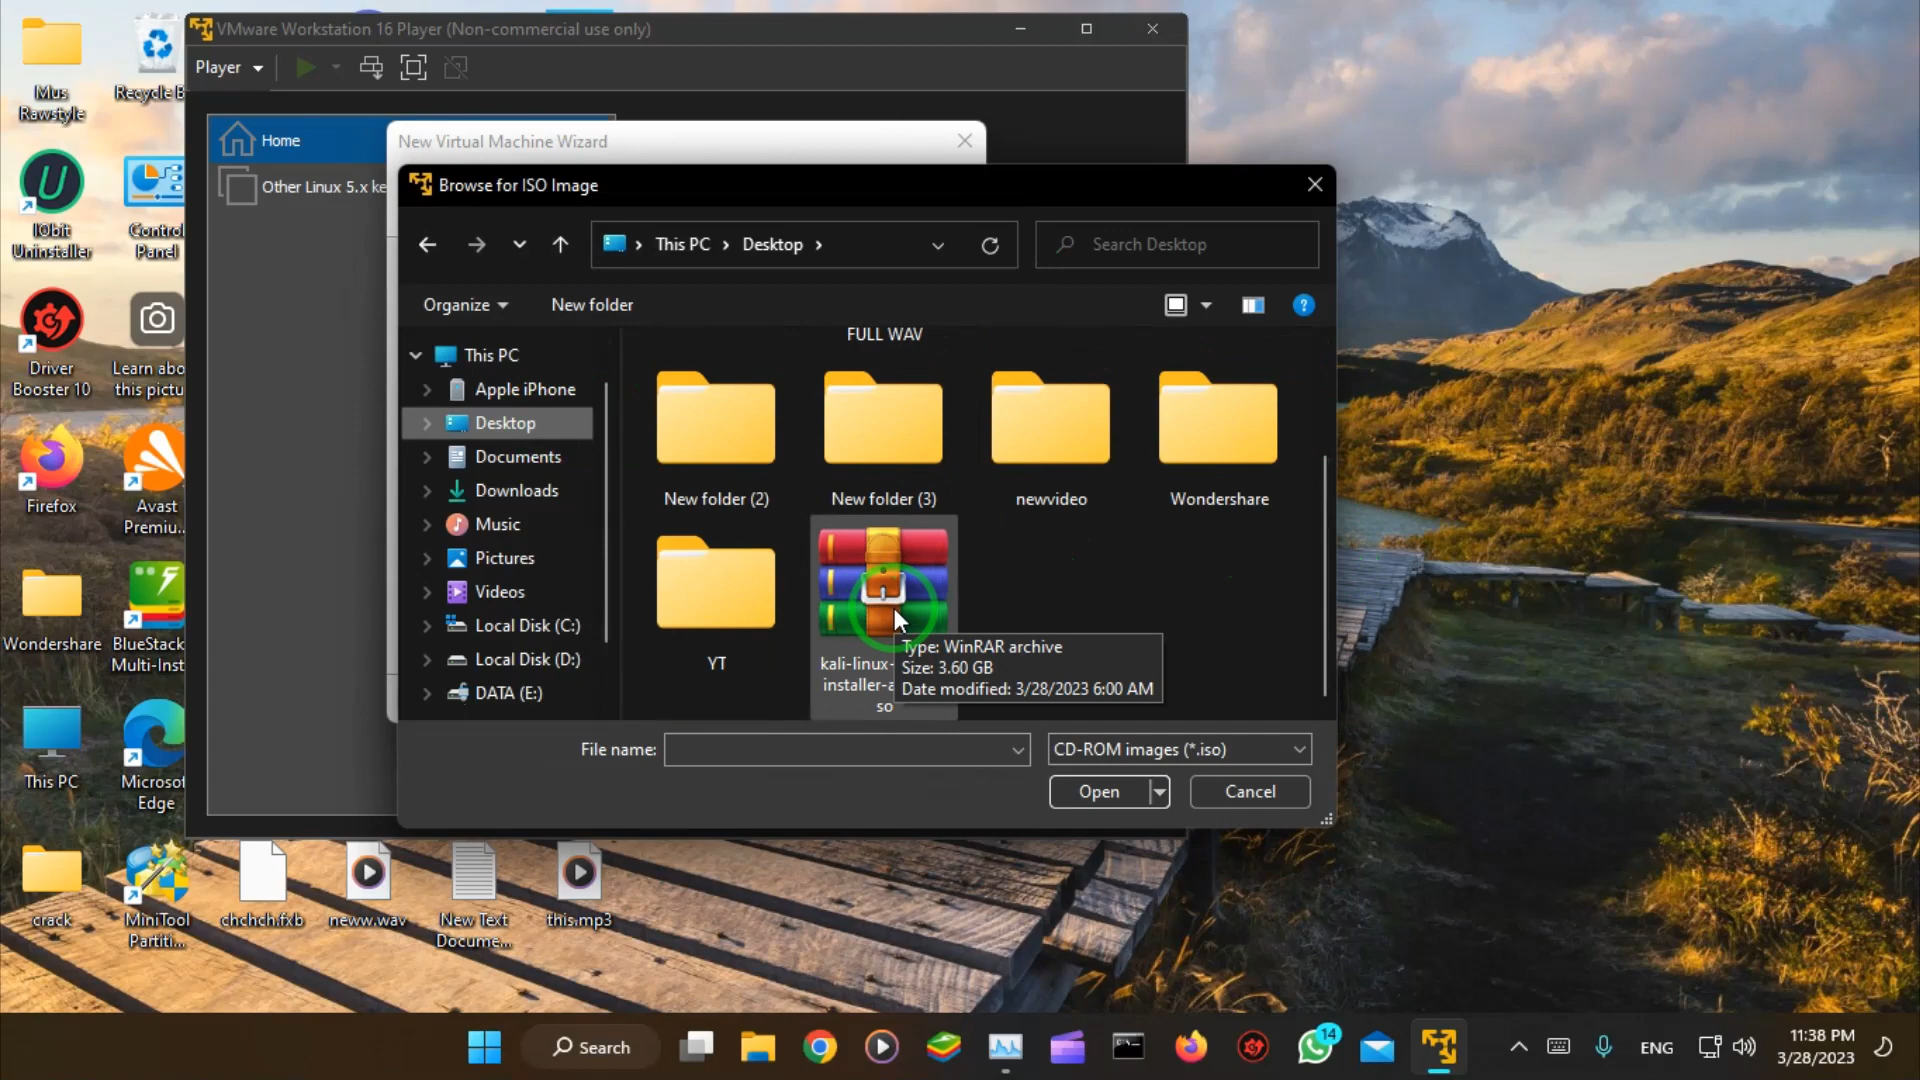 VMware Workstation 16 Player (Non-commercial use only)
Player
Home
Other Linux 5.x ke
New Virtual Machine Wizard
Browse for ISO Image
This PC
Desktop
Search Desktop
Organize
New folder
This PC
Apple iPhone
Desktop
Documents
Downloads
Music
Pictures
Videos
Local Disk (C:)
Local Disk (D:)
DATA (E:)
FULL WAV
New folder (2)
New folder (3)
newvideo
Wondershare
YT
kali-linux-
installer-a
so
Type: WinRAR archive
Size: 3.60 GB
Date modified: 3/28/2023 6:00 AM
File name:
CD-ROM images (*.iso)
Open
Cancel
Mus
Rawstyle
Recycle B
IObit
Uninstaller
Control
Panel
Driver
Booster 10
Learn abo
this pictu
Firefox
Avast
Premiu...
Wondershare
BlueStack
Multi-Inst
This PC
Microsof
Edge
crack
MiniTool
Partiti...
chchch.fxb
neww.wav
New Text
Docume...
this.mp3
Search
14
ENG
11:38 PM
3/28/2023